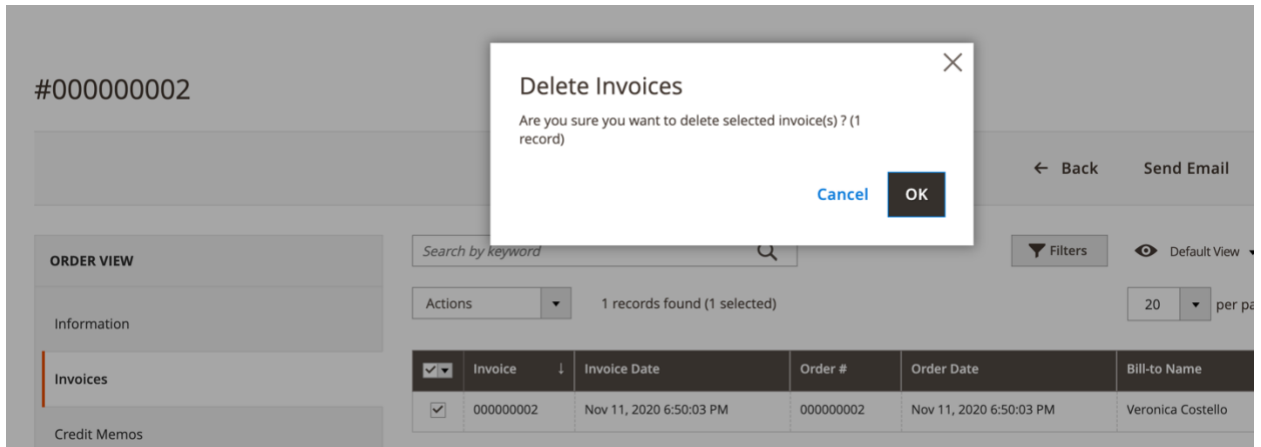 #000000002
Delete Invoices
Are you sure you want to delete selected invoice(s) ? (1
record)
Cancel OK
← Back Send Email
ORDER VIEW
Information
Invoices
Credit Memos
Search by keyword
Filters Default View
Actions 1 records found (1 selected)
20 per pa
Invoice ↓ Invoice Date Order # Order Date Bill-to Name
000000002 Nov 11, 2020 6:50:03 PM 000000002 Nov 11, 2020 6:50:03 PM Veronica Costello